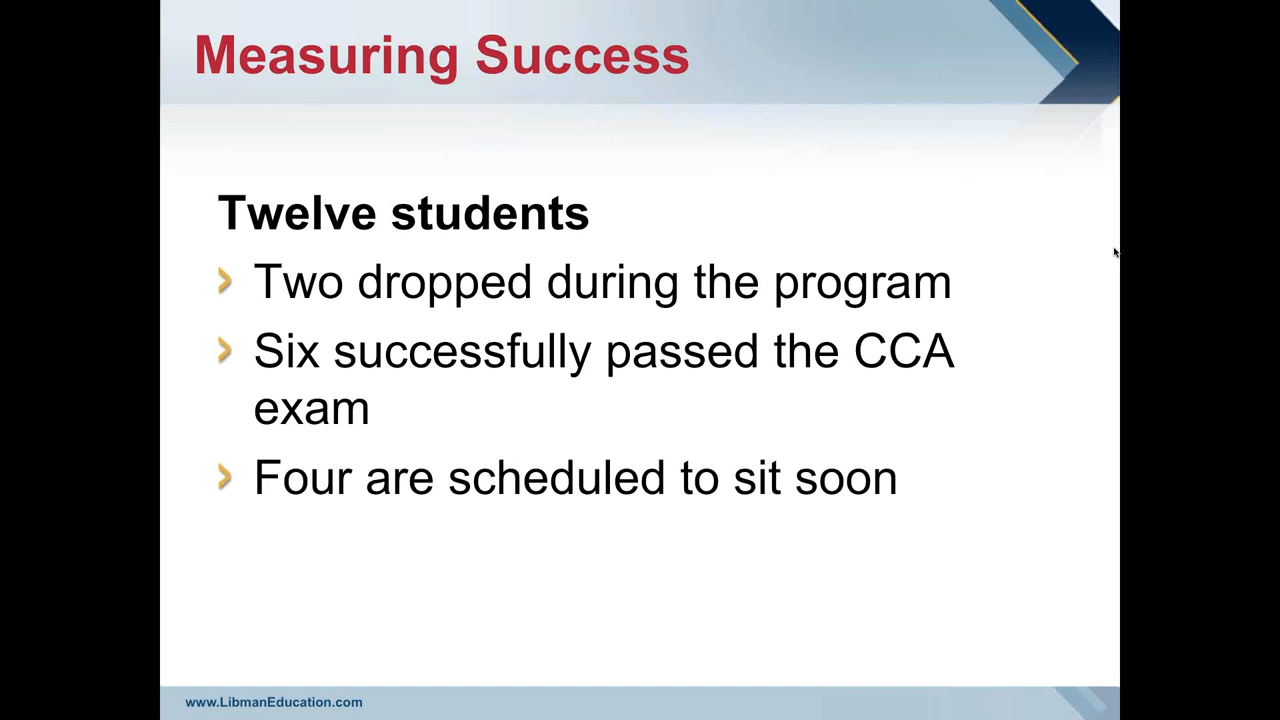 Measuring Success
Twelve students
Two dropped during the program
Six successfully passed the CCA
exam
Four are scheduled to sit soon
www.LibmanEducation.com